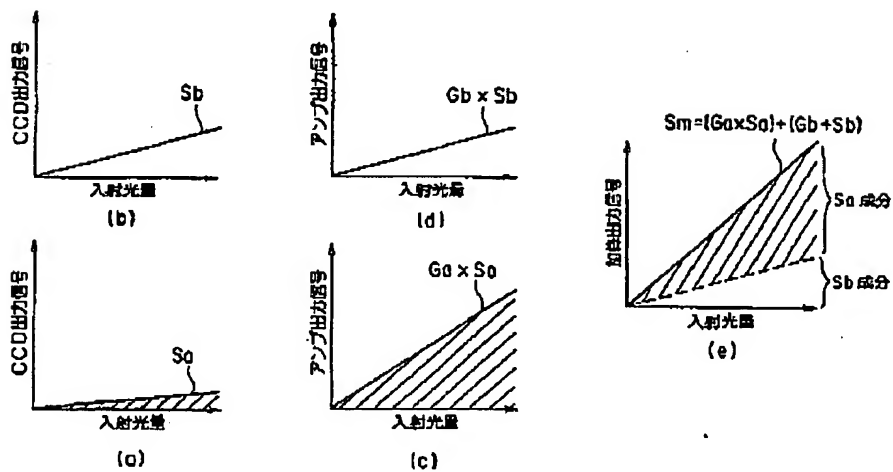 CCD出力信号
Sb
入射光量
(b)
アンプ出力信号
Gb × Sb
入射光量
(d)
CCD出力信号
Sa
入射光量
(a)
アンプ出力信号
Ga × Sa
入射光量
(c)
Sm=(Ga×Sa)+(Gb+Sb)
加算出力信号
Sa 成分
Sb 成分
入射光量
(e)